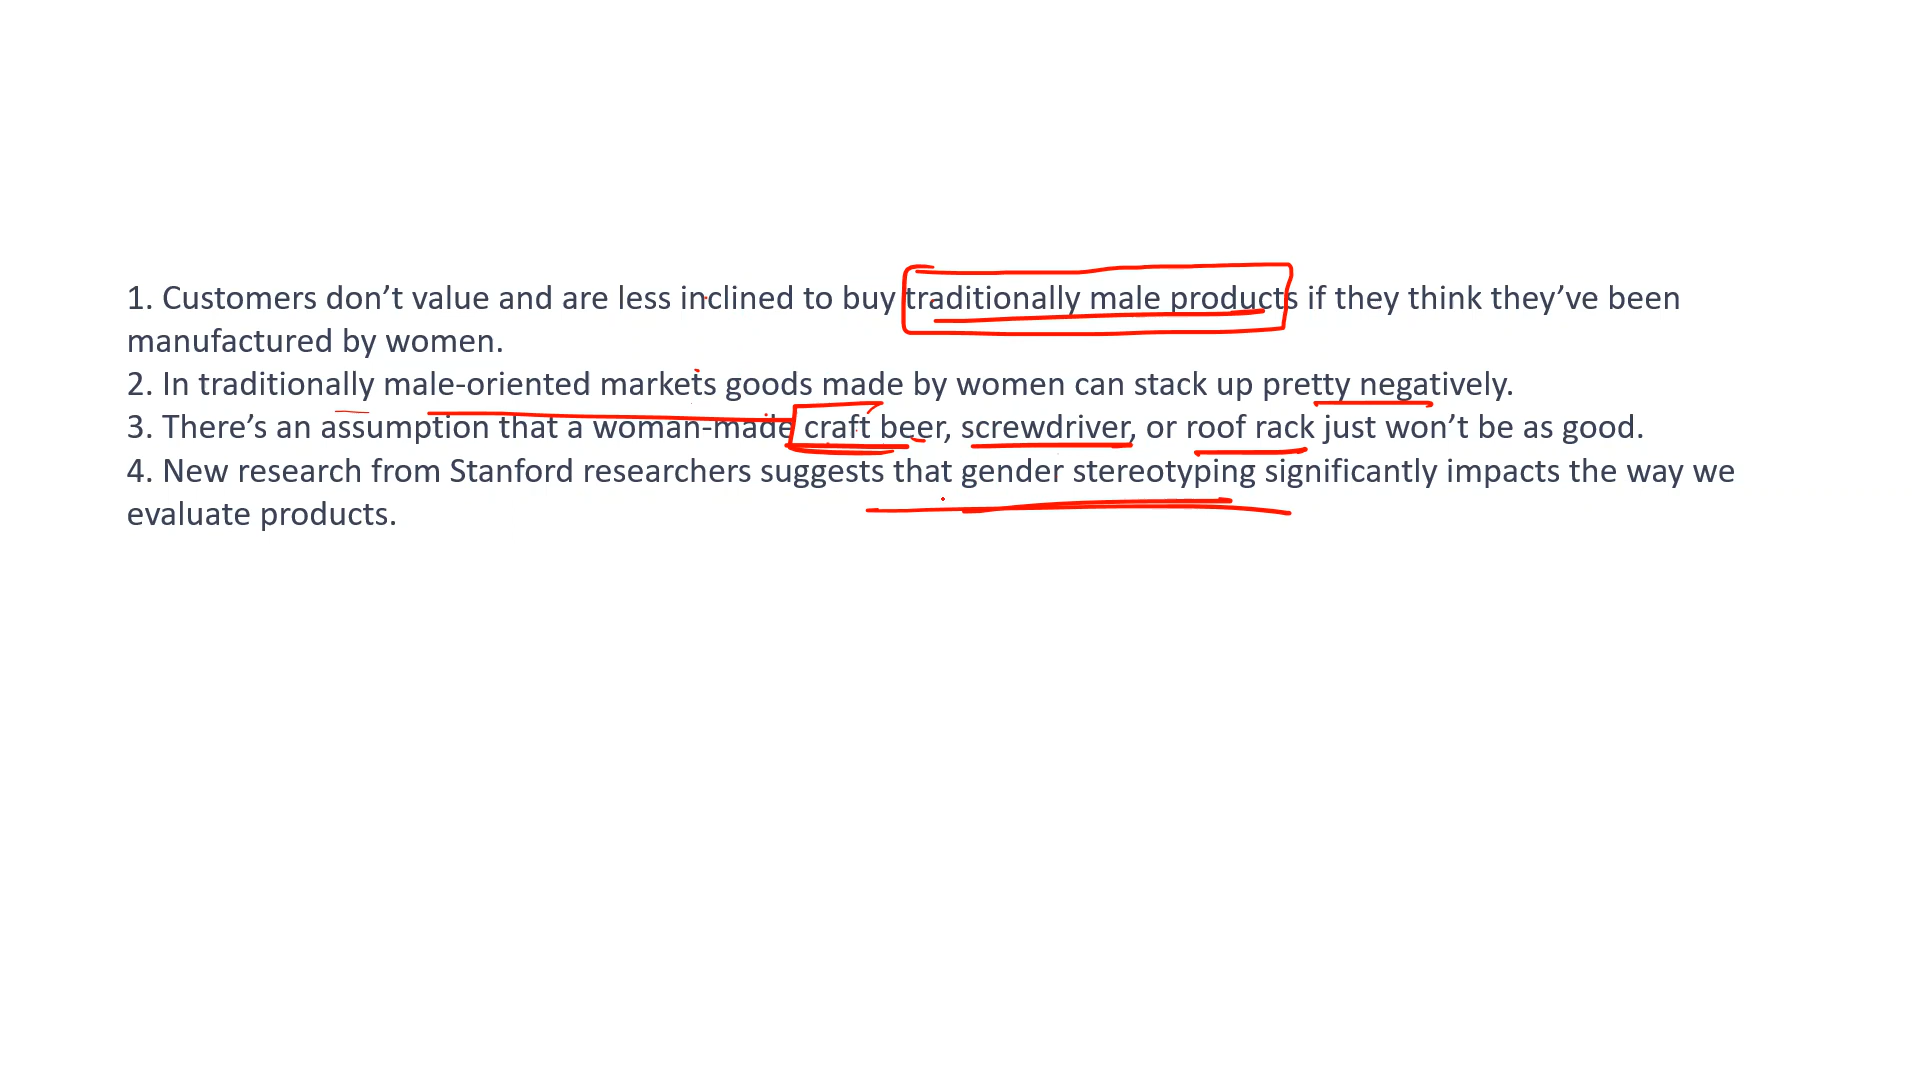 1. Customers don’t value and are less inclined to buy traditionally male products if they think they’ve been
manufactured by women.
2. In traditionally male-oriented markets goods made by women can stack up pretty negatively.
3. There’s an assumption that a woman-made craft beer, screwdriver, or roof rack just won’t be as good.
4. New research from Stanford researchers suggests that gender stereotyping significantly impacts the way we
evaluate products.